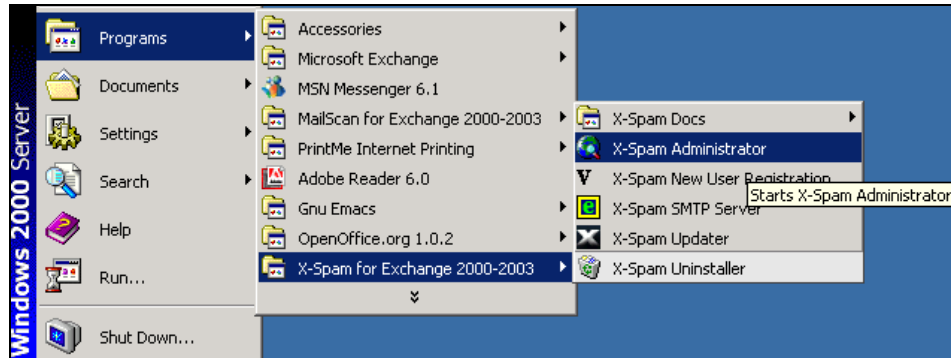 Windows 2000 Server
Programs
Documents
Settings
Search
Help
Run...
Shut Down...
Accessories
Microsoft Exchange
MSN Messenger 6.1
MailScan for Exchange 2000-2003
PrintMe Internet Printing
Adobe Reader 6.0
Gnu Emacs
OpenOffice.org 1.0.2
X-Spam for Exchange 2000-2003
X-Spam Docs
X-Spam Administrator
X-Spam New User Registration
Starts X-Spam Administrator
X-Spam SMTP Server
X-Spam Updater
X-Spam Uninstaller